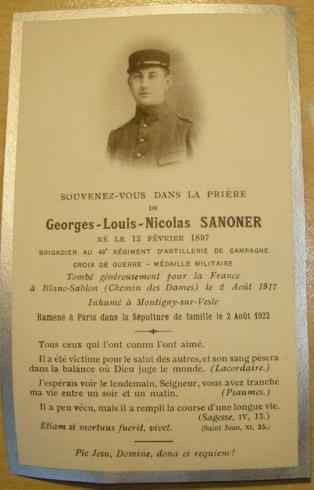 SOUVENEZ-VOUS DANS LA PRIÈRE
DE
Georges-Louis-Nicolas SANONER
NÉ LE 13 FÉVRIER 1897
BRIGADIER AU 40e RÉGIMENT D'ARTILLERIE DE CAMPAGNE
CROIX DE GUERRE - MÉDAILLE MILITAIRE
Tombé généreusement pour la France
à Blanc-Sablon (Chemin des Dames) le 2 Août 1917
Inhumé à Montigny-sur-Vesle
Ramené à Paris dans la Sépulture de famille le 2 Août 1922
Tous ceux qui l'ont connu l'ont aimé.
Il a été victime pour le salut des autres, et son sang pèsera
dans la balance où Dieu juge le monde. (Lacordaire.)
J'espérais voir le lendemain, Seigneur, vous avez tranché
ma vie entre un soir et un matin. (Psaumes.)
Il a peu vécu, mais il a rempli la course d'une longue vie.
(Sagesse, IV, 13.)
Etiam si mortuus fuerit, vivet. (Saint Jean, XI, 25.)
Pie Jesu, Domine, dona ei requiem!